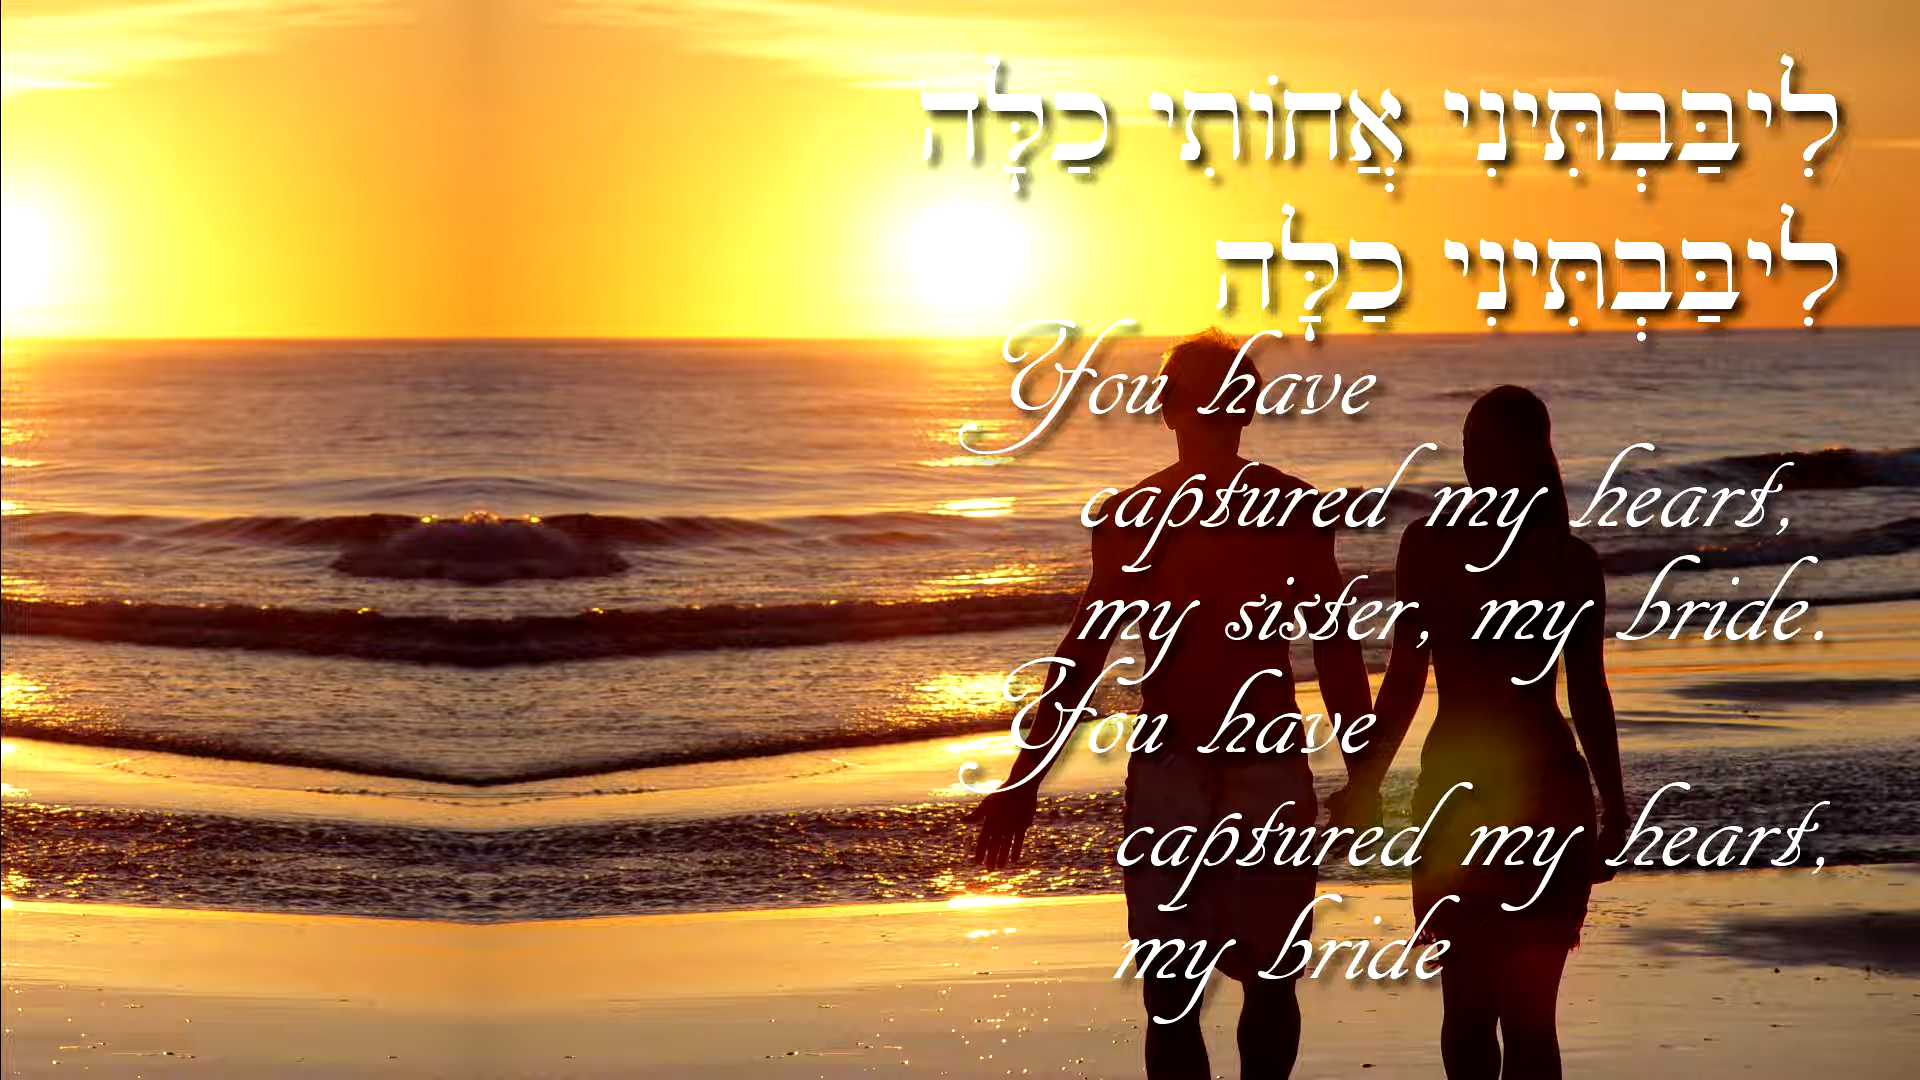 לִיבַּבְתִּינִי אֲחוֹתִי כַּלָּה
לִיבַּבְתִּינִי כַּלָּה
You have
captured my heart,
my sister, my bride.
You have
captured my heart,
my bride